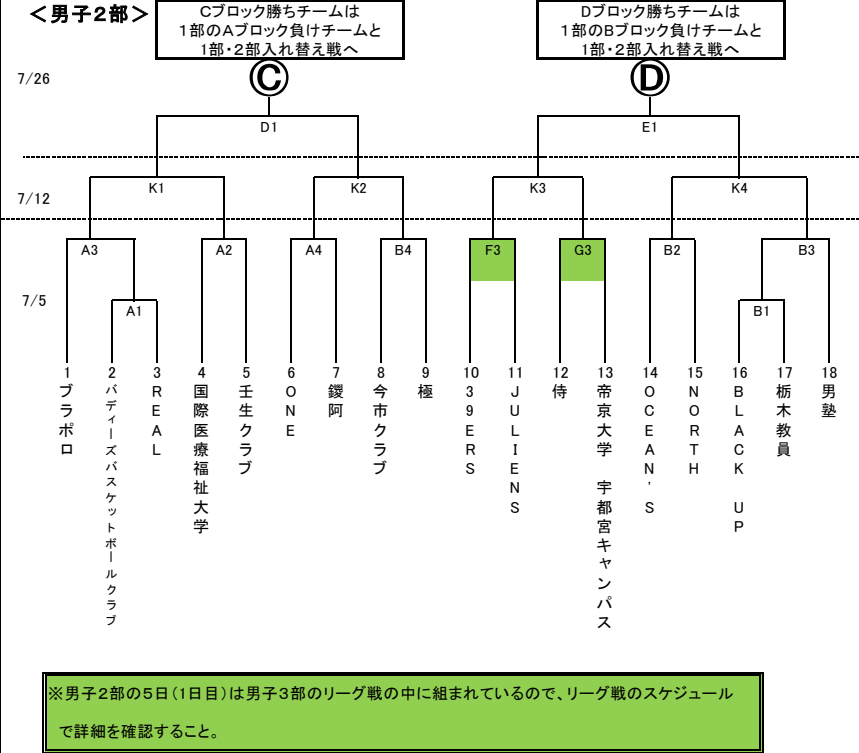 ＜男子２部＞
Ｃブロック勝ちチームは
１部のＡブロック負けチームと
１部・２部入れ替え戦へ
Ｄブロック勝ちチームは
１部のＢブロック負けチームと
１部・２部入れ替え戦へ
7/26
Ⓒ
Ⓓ
D1
E1
K1
K2
K3
K4
7/12
A3
A2
A4
B4
F3
G3
B2
B3
7/5
A1
B1
1 ブラポロ
2 バディーズバスケットボールクラブ
3 ＲＥＡＬ
4 国際医療福祉大学
5 壬生クラブ
6 ＯＮＥ
7 鑁阿
8 今市クラブ
9 極
10 ３９ＥＲＳ
11 ＪＵＬＩＥＮＳ
12 侍
13 帝京大学　宇都宮キャンパス
14 ＯＣＥＡＮ'Ｓ
15 ＮＯＲＴＨ
16 ＢＬＡＣＫ　ＵＰ
17 栃木教員
18 男塾
※男子２部の５日（１日目）は男子３部のリーグ戦の中に組まれているので、リーグ戦のスケジュール
で詳細を確認すること。